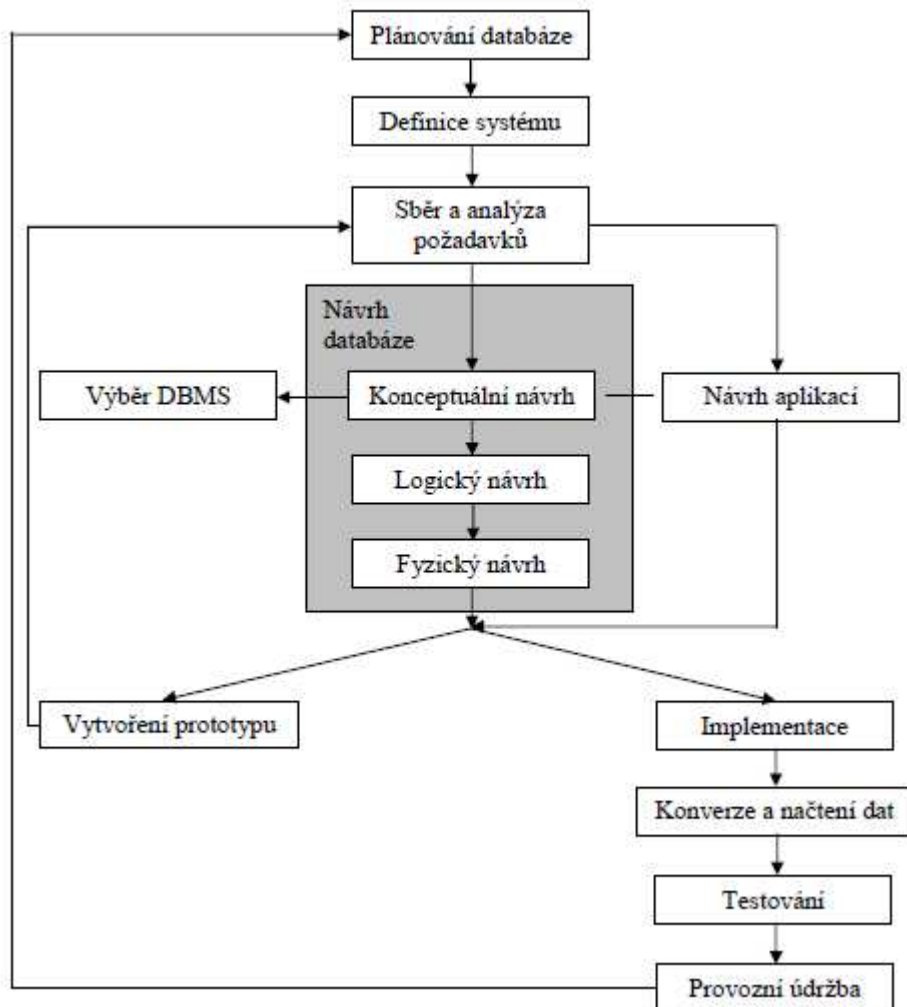 Plánování databáze
Definice systému
Sběr a analýza
požadavků
Návrh
databáze
Výběr DBMS
Konceptuální návrh
Návrh aplikací
Logický návrh
Fyzický návrh
Vytvoření prototypu
Implementace
Konverze a načtení dat
Testování
Provozní údržba